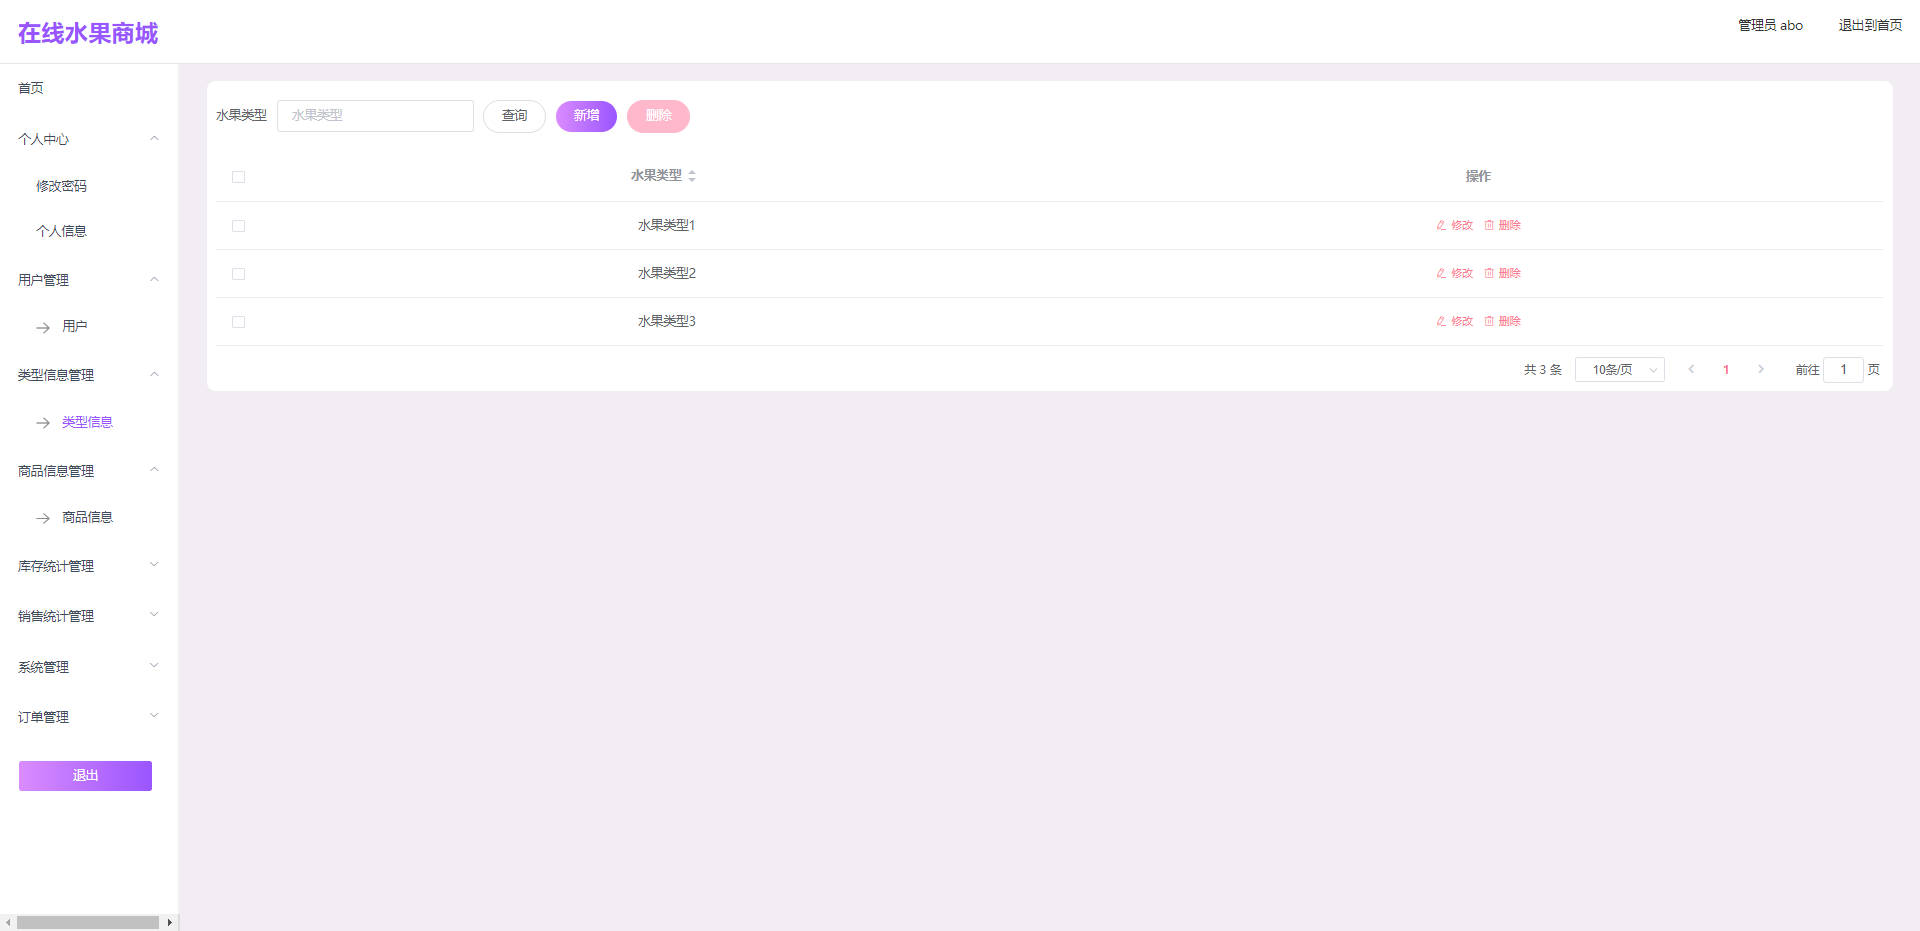 在线水果商城
管理员 abo 退出到首页
首页
个人中心
修改密码
个人信息
用户管理
用户
类型信息管理
类型信息
商品信息管理
商品信息
库存统计管理
销售统计管理
系统管理
订单管理
退出
水果类型 水果类型 查询 新增 删除
水果类型 操作
水果类型1 修改 删除
水果类型2 修改 删除
水果类型3 修改 删除
共 3 条 10条/页 1 前往 1 页